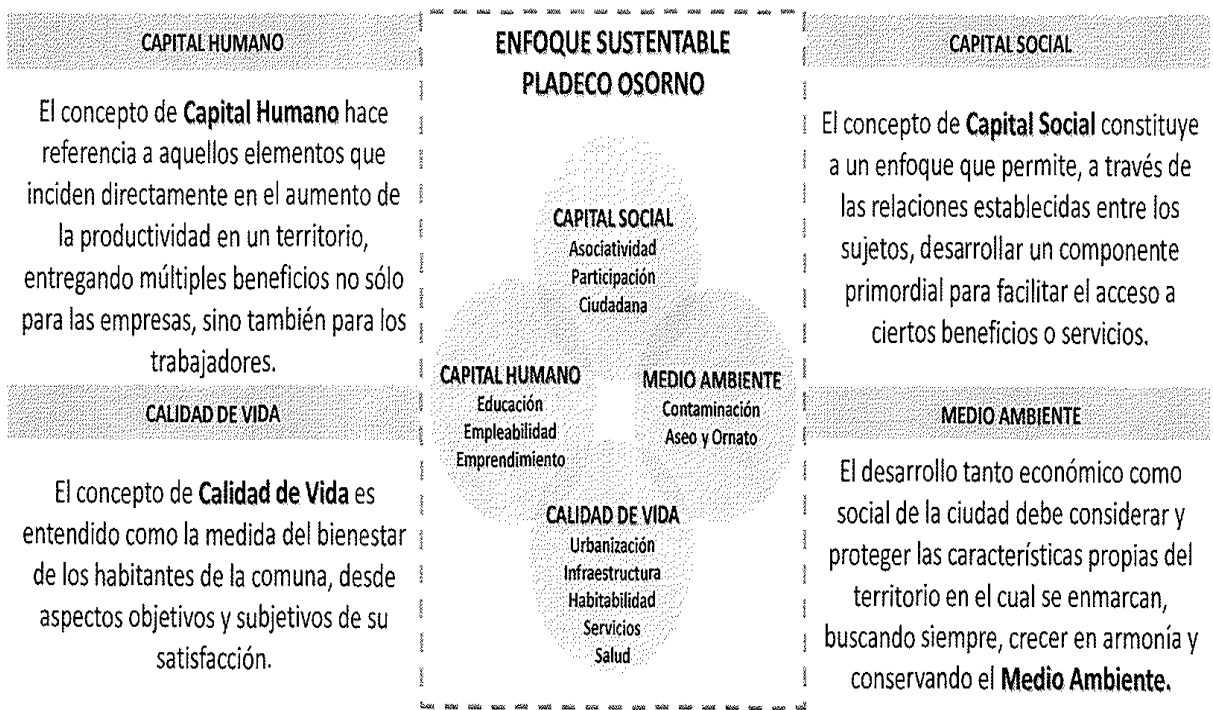 CAPITAL HUMANO
El concepto de Capital Humano hace
referencia a aquellos elementos que
inciden directamente en el aumento de
la productividad en un territorio,
entregando múltiples beneficios no sólo
para las empresas, sino también para los
trabajadores.
CALIDAD DE VIDA
El concepto de Calidad de Vida es
entendido como la medida del bienestar
de los habitantes de la comuna, desde
aspectos objetivos y subjetivos de su
satisfacción.
ENFOQUE SUSTENTABLE
PLADECO OSORNO
CAPITAL SOCIAL
Asociatividad
Participación
Ciudadana
CAPITAL HUMANO
Educación
Empleabilidad
Emprendimiento
MEDIO AMBIENTE
Contaminación
Aseo y Ornato
CALIDAD DE VIDA
Urbanización
Infraestructura
Habitabilidad
Servicios
Salud
CAPITAL SOCIAL
El concepto de Capital Social constituye
a un enfoque que permite, a través de
las relaciones establecidas entre los
sujetos, desarrollar un componente
primordial para facilitar el acceso a
ciertos beneficios o servicios.
MEDIO AMBIENTE
El desarrollo tanto económico como
social de la ciudad debe considerar y
proteger las características propias del
territorio en el cual se enmarcan,
buscando siempre, crecer en armonía y
conservando el Medio Ambiente.